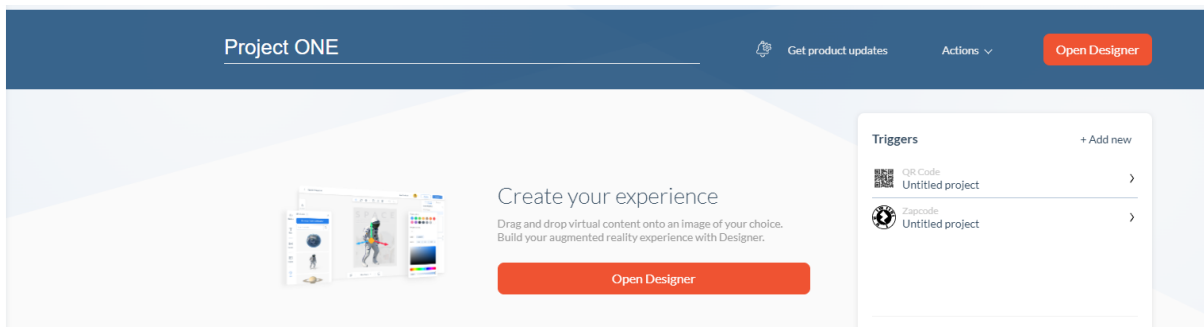 Project ONE
Get product updates
Actions
Open Designer
Triggers
+ Add new
QR Code
Untitled project
Zapcode
Untitled project
Create your experience
Drag and drop virtual content onto an image of your choice.
Build your augmented reality experience with Designer.
Open Designer
SPACE